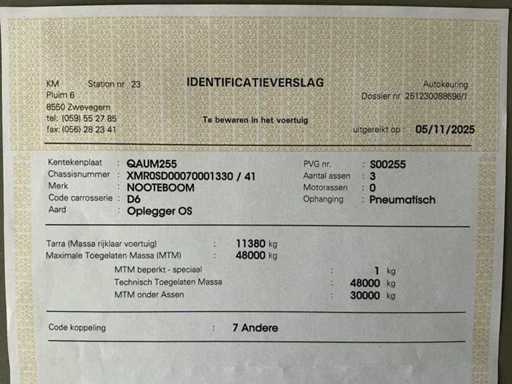 IDENTIFICATIEVERSLAG
KM Station nr 23
Pluim 6
8550 Zwevegem
tel: (059) 55 27 85
fax: (056) 28 23 41
Te bewaren in het voertuig
Autokeuring
Dossier nr 251230088696/1
uitgereikt op : 05/11/2025
Kentekenplaat : QAUM255
Chassisnummer : XMR0SD00070001330 / 41
Merk : NOOTEBOOM
Code carrosserie : D6
Aard : Oplegger OS
PVG nr. : S00255
Aantal assen : 3
Motorassen : 0
Ophanging : Pneumatisch
Tarra (Massa rijklaar voertuig) : 11380 kg
Maximale Toegelaten Massa (MTM) : 48000 kg
MTM beperkt - speciaal : 1 kg
Technisch Toegelaten Massa : 48000 kg
MTM onder Assen : 30000 kg
Code koppeling : 7 Andere